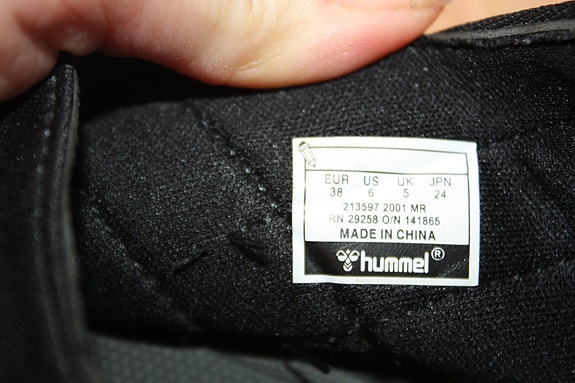 EUR US UK JPN
38 6 5 24
213597 2001 MR
RN 29258 O/N 141865
MADE IN CHINA
hummel®